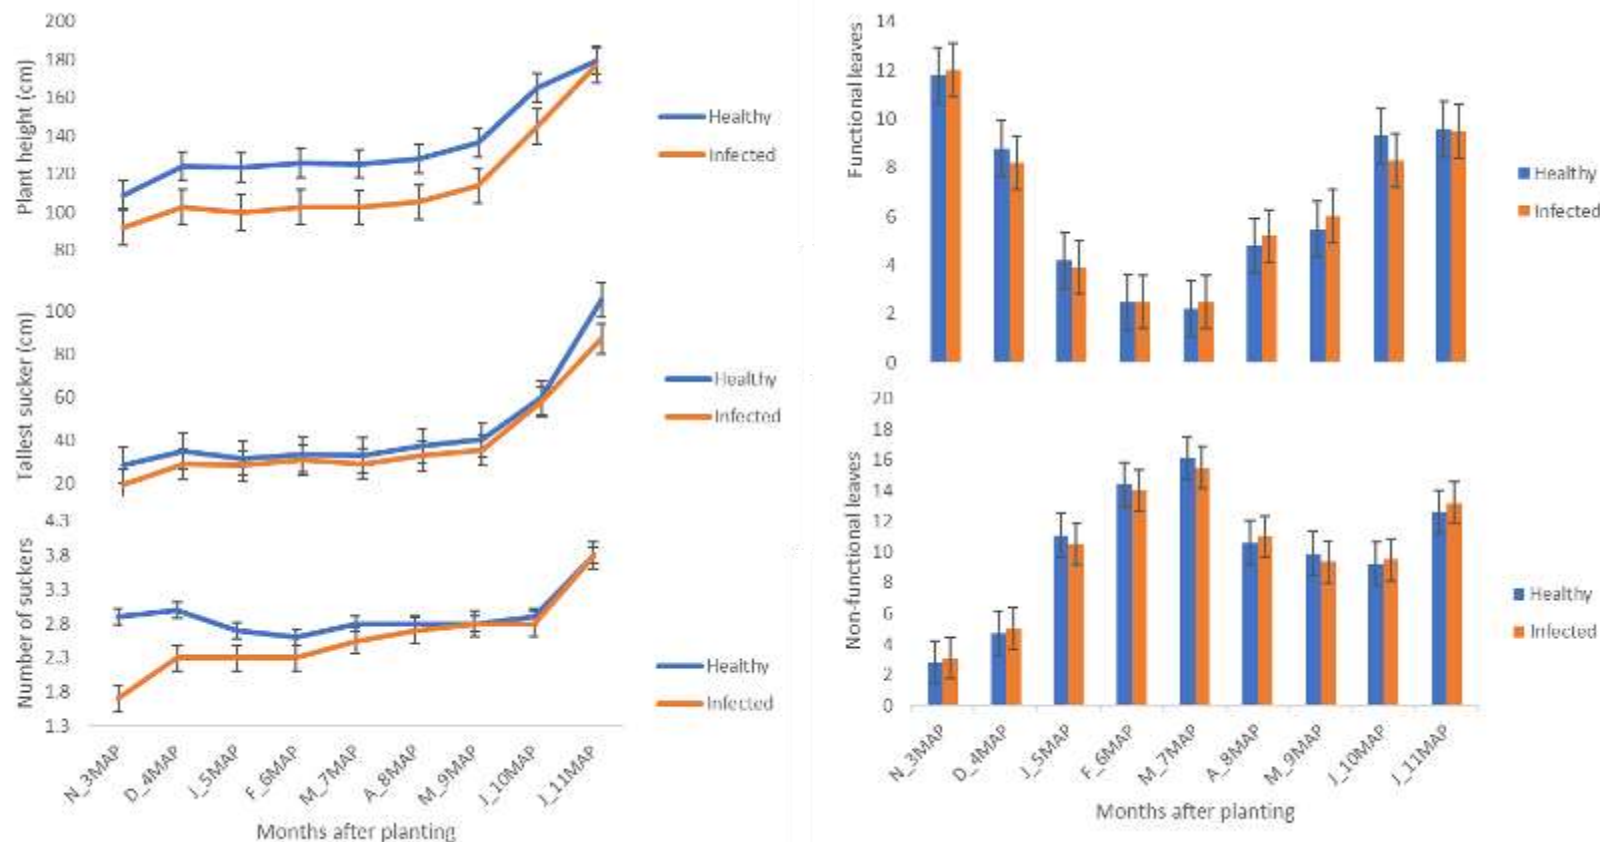 200
180
160
140
120
100
80
Plant height (cm)
Healthy
Infected
100
80
60
40
20
Tallest sucker (cm)
Healthy
Infected
4.3
3.8
3.3
2.8
2.3
1.8
1.3
Number of suckers
Healthy
Infected
N_3MAP
D_4MAP
J_5MAP
F_6MAP
M_7MAP
A_8MAP
M_9MAP
J_10MAP
J_11MAP
Months after planting
14
12
10
8
6
4
2
0
Functional leaves
Healthy
Infected
20
18
16
14
12
10
8
6
4
2
0
Non-functional leaves
Healthy
Infected
N_3MAP
D_4MAP
J_5MAP
F_6MAP
M_7MAP
A_8MAP
M_9MAP
J_10MAP
J_11MAP
Months after planting